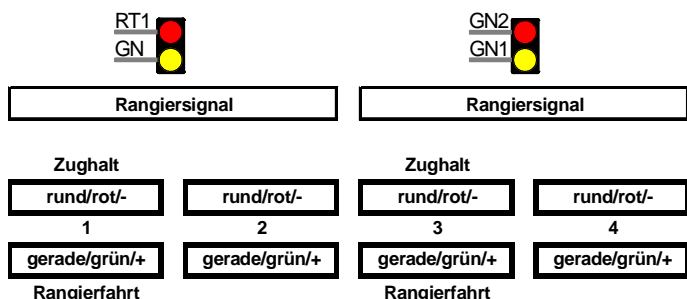 RT1 GN2
GN GN1
Rangiersignal Rangiersignal
Zughalt Zughalt
rund/rot/- rund/rot/- rund/rot/- rund/rot/-
1 2 3 4
gerade/grün/+ gerade/grün/+ gerade/grün/+ gerade/grün/+
Rangierfahrt Rangierfahrt